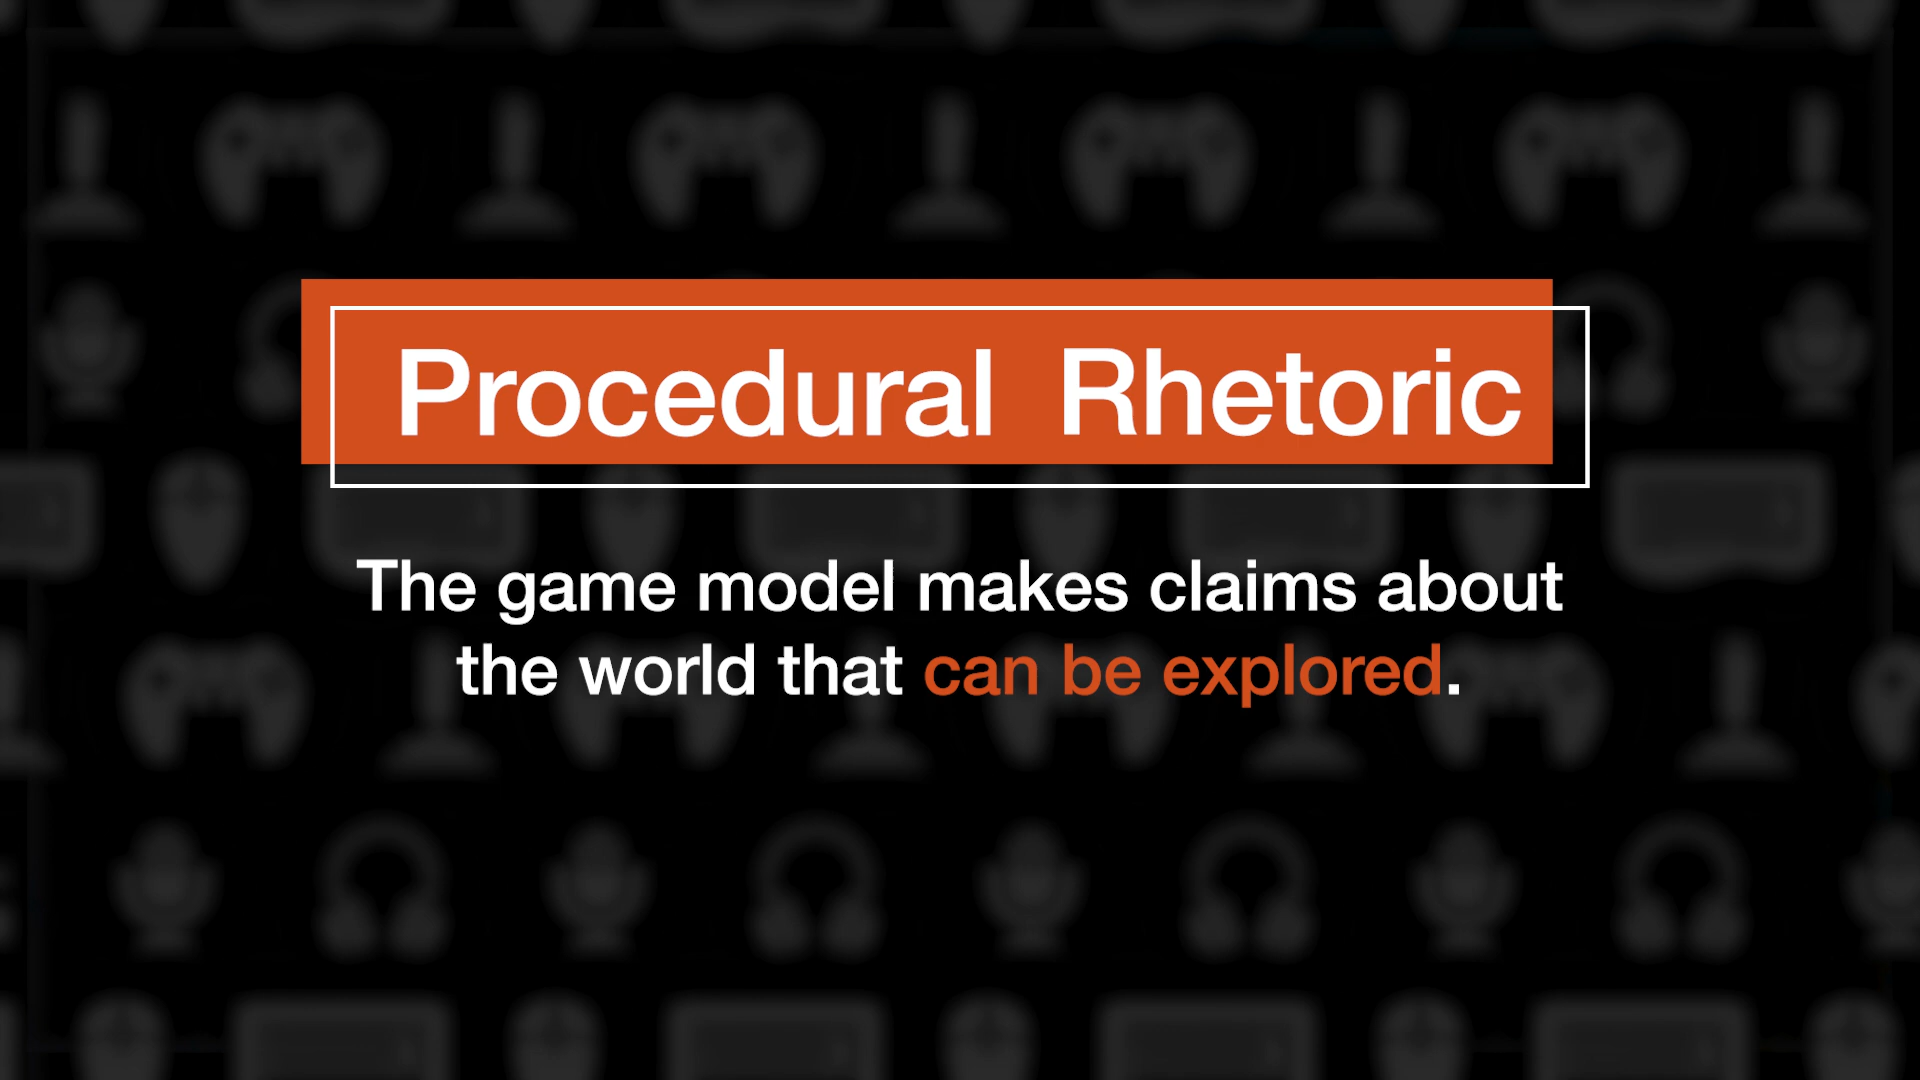 Procedural Rhetoric
The game model makes claims about
the world that can be explored.